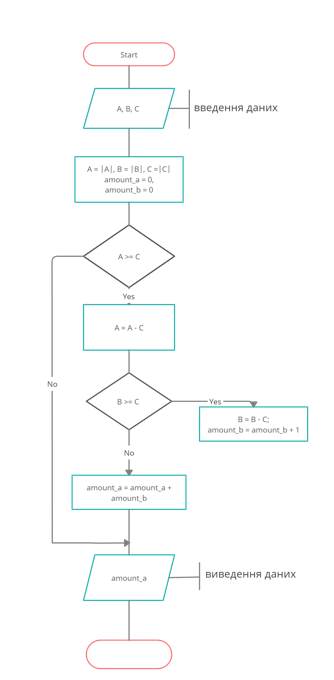 Start
A, B, C
введення даних
A = |A|, B = |B|, C =|C|
amount_a = 0,
amount_b = 0
A >= C
Yes
A = A - C
No
B >= C
Yes
B = B - C;
amount_b = amount_b + 1
No
amount_a = amount_a +
amount_b
amount_a
виведення даних